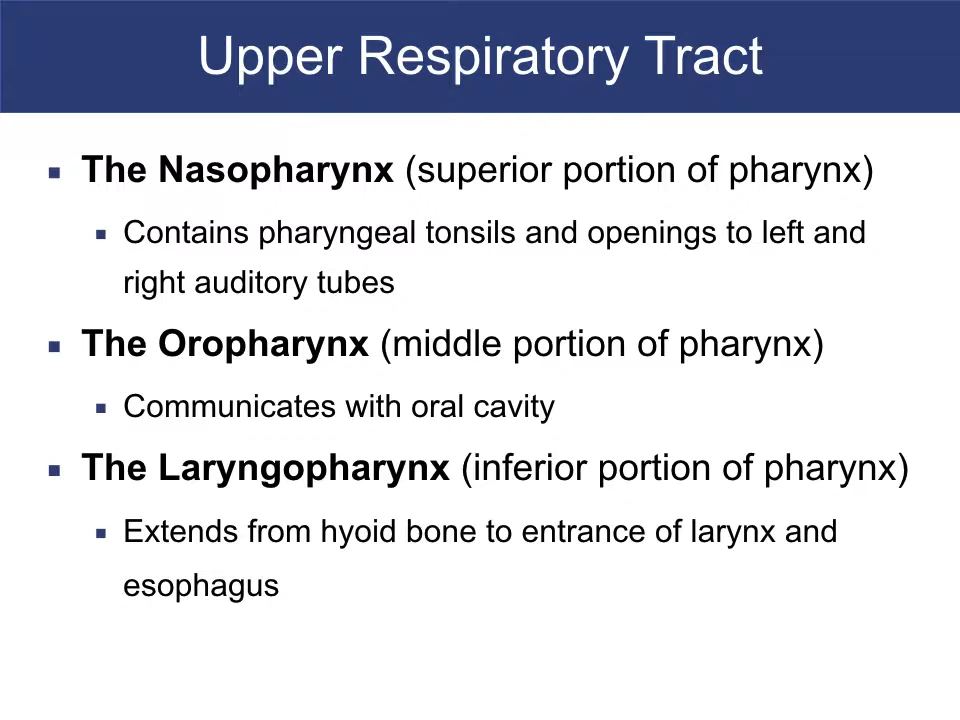 Upper Respiratory Tract
The Nasopharynx (superior portion of pharynx)
Contains pharyngeal tonsils and openings to left and
right auditory tubes
The Oropharynx (middle portion of pharynx)
Communicates with oral cavity
The Laryngopharynx (inferior portion of pharynx)
Extends from hyoid bone to entrance of larynx and
esophagus